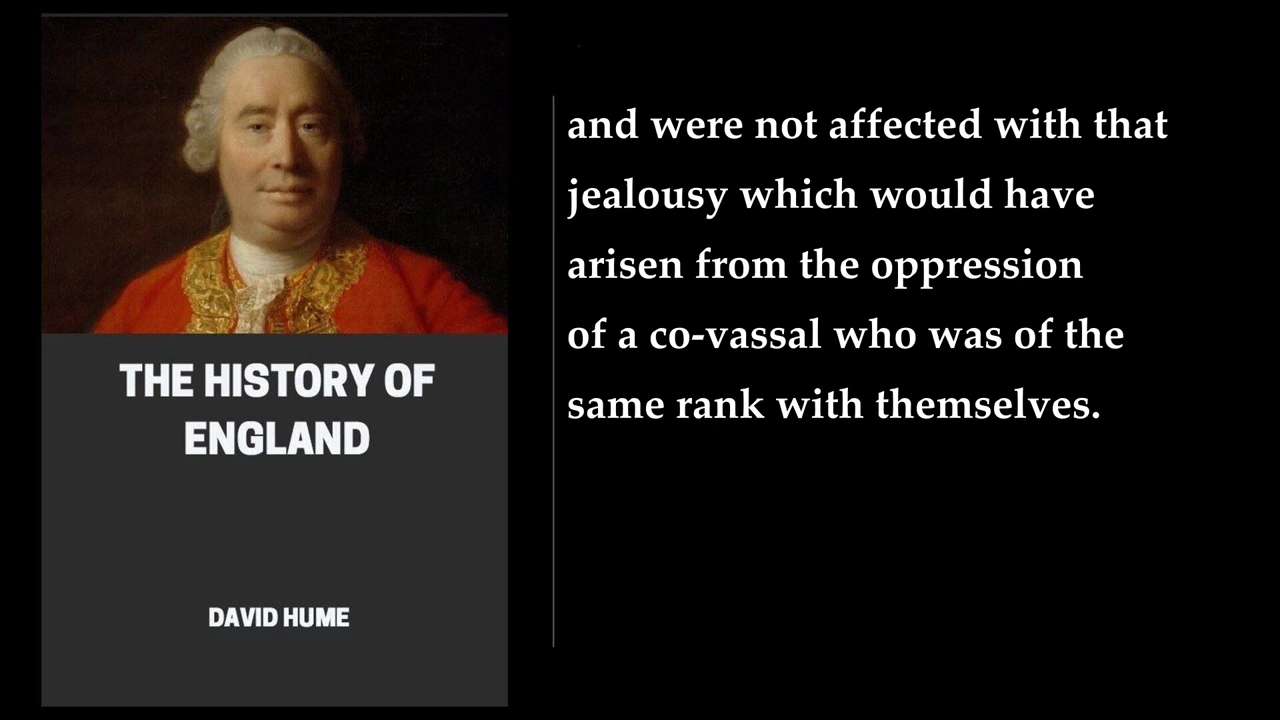 THE HISTORY OF
ENGLAND
DAVID HUME
and were not affected with that
jealousy which would have
arisen from the oppression
of a co-vassal who was of the
same rank with themselves.